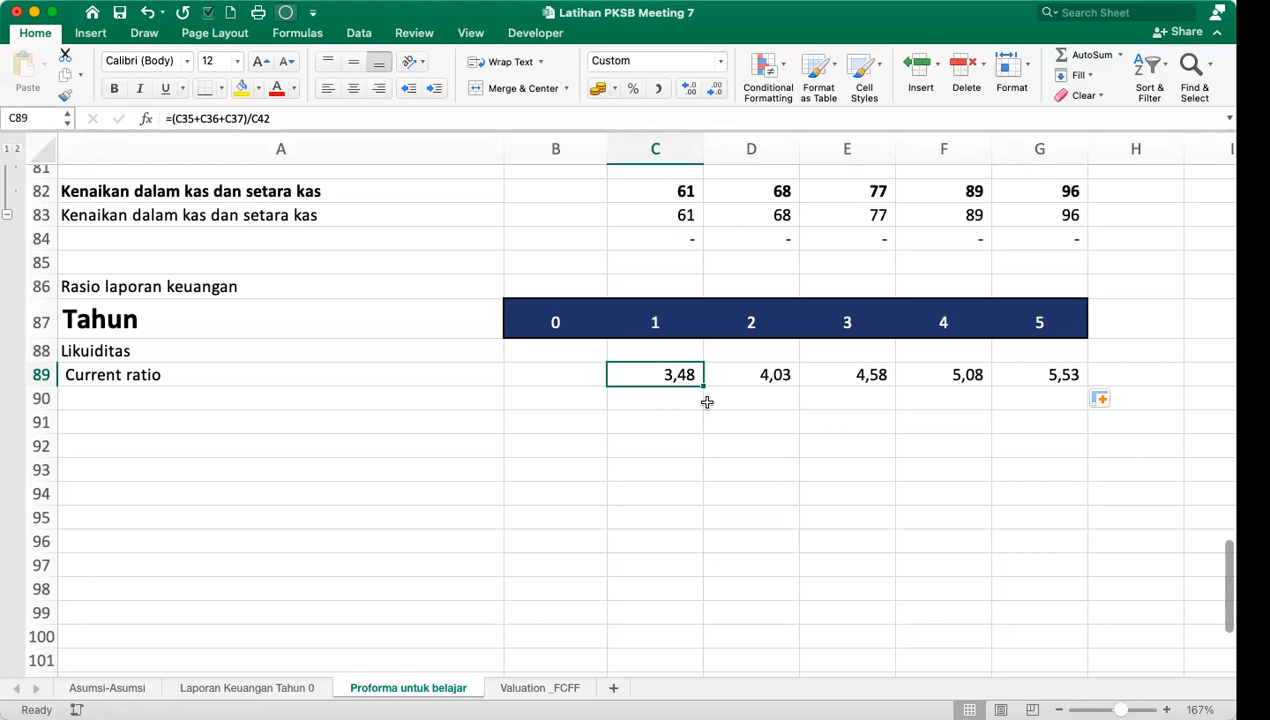 Latihan PKSB Meeting 7
Search Sheet
Home Insert Draw Page Layout Formulas Data Review View Developer
Share
Paste
Calibri (Body) 12
B I U
A
Wrap Text
Merge & Center
Custom
%
Conditional Formatting
Format as Table
Cell Styles
Insert
Delete
Format
AutoSum
Fill
Clear
Sort & Filter
Find & Select
C89 fx =(C35+C36+C37)/C42
1 2 A B C D E F G H I
81
82 Kenaikan dalam kas dan setara kas 61 68 77 89 96
83 Kenaikan dalam kas dan setara kas 61 68 77 89 96
84 - - - - -
85
86 Rasio laporan keuangan
87 Tahun 0 1 2 3 4 5
88 Likuiditas
89 Current ratio 3,48 4,03 4,58 5,08 5,53
90
91
92
93
94
95
96
97
98
99
100
101
Asumsi-Asumsi Laporan Keuangan Tahun 0 Proforma untuk belajar Valuation _FCFF +
Ready
167%